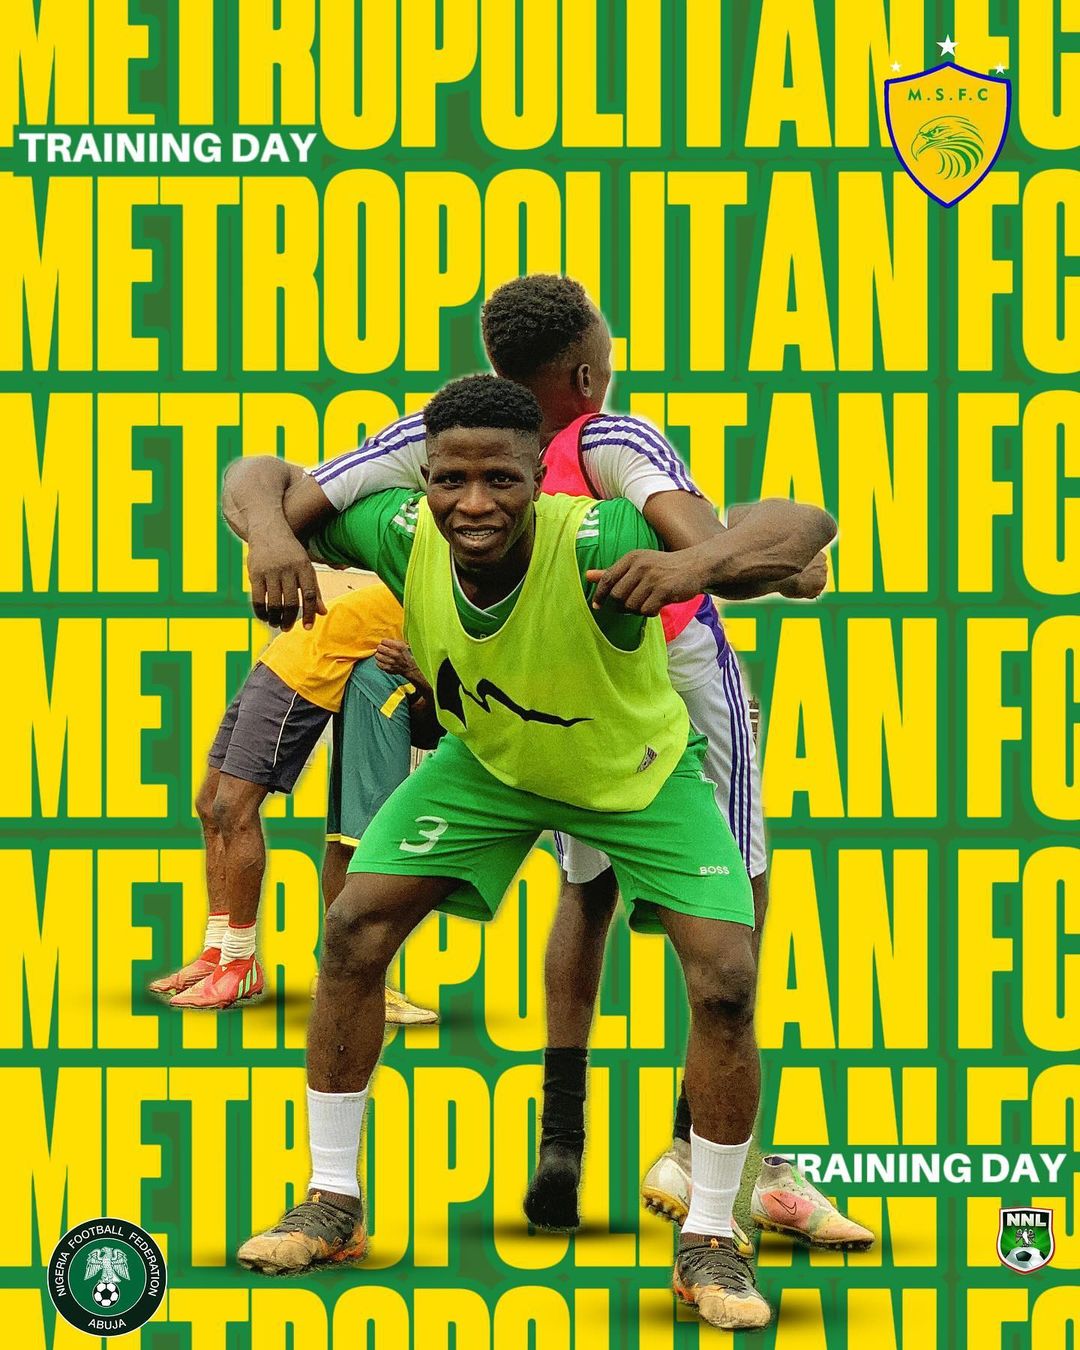 METROPOLITAN FC
M.S.F.C
TRAINING DAY
METROPOLITAN FC
METROPOLITAN FC
METROPOLITAN FC
3
BOSS
METROPOLITAN FC
METROPOLITAN FC
TRAINING DAY
NNL
NIGERIA FOOTBALL FEDERATION
ABUJA
METROPOLITAN FC